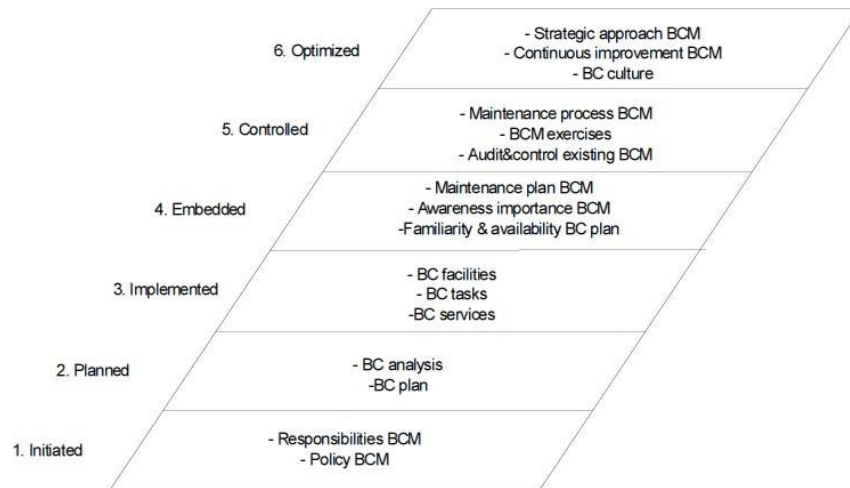 6. Optimized
- Strategic approach BCM
- Continuous improvement BCM
- BC culture
5. Controlled
- Maintenance process BCM
- BCM exercises
- Audit&control existing BCM
4. Embedded
- Maintenance plan BCM
- Awareness importance BCM
-Familiarity & availability BC plan
3. Implemented
- BC facilities
- BC tasks
-BC services
2. Planned
- BC analysis
-BC plan
1. Initiated
- Responsibilities BCM
- Policy BCM